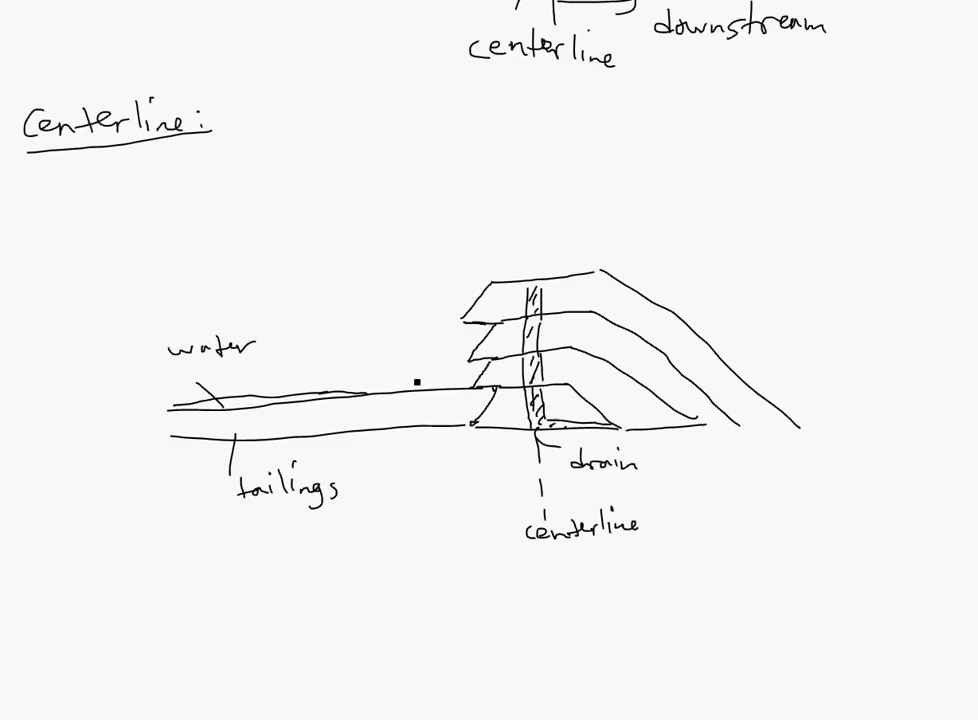 downstream
centerline
Centerline:
water
drain
tailings
centerline